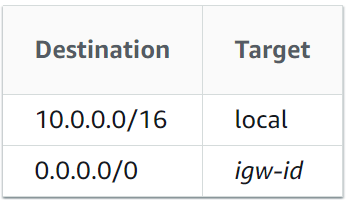 Destination Target
10.0.0.0/16 local
0.0.0.0/0 igw-id